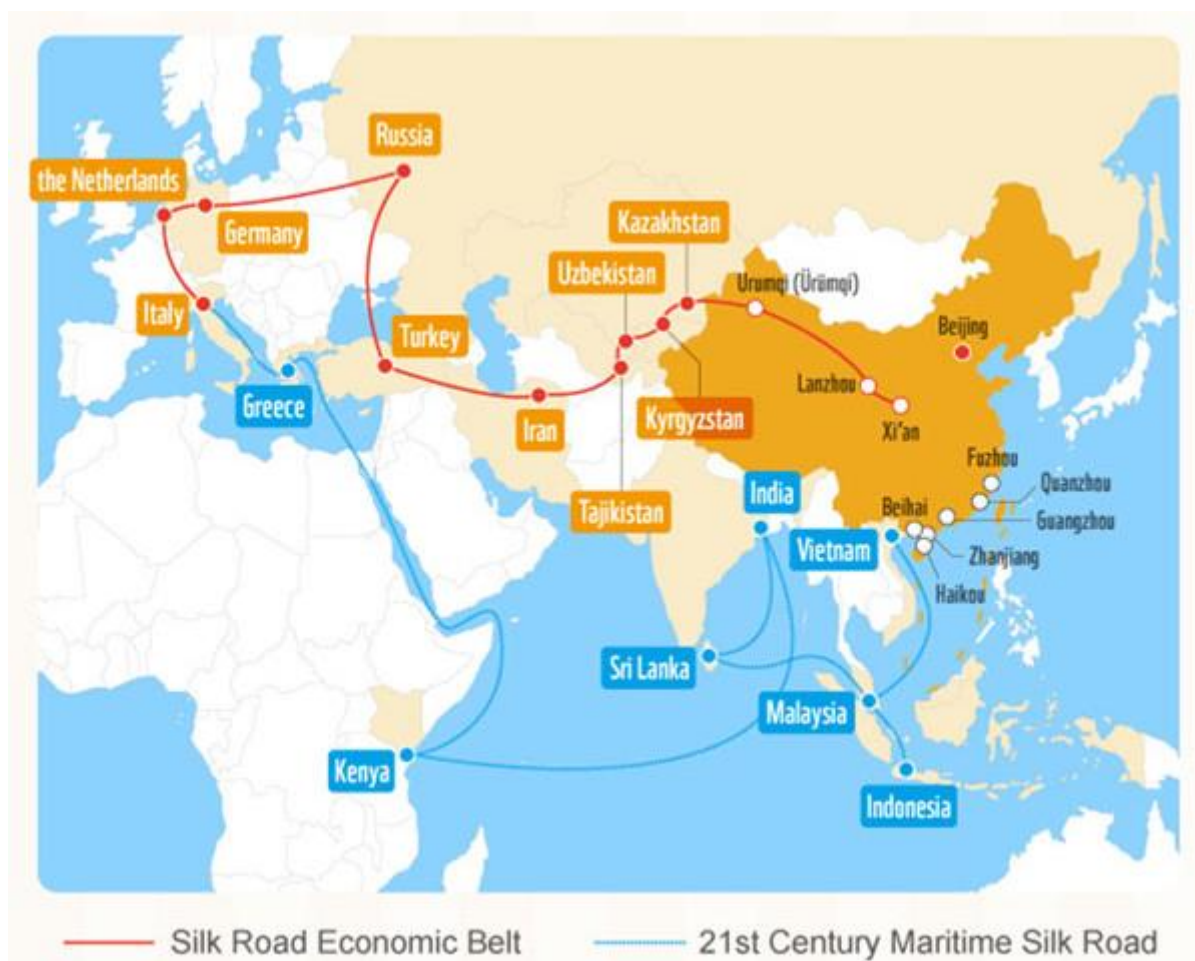 Russia
the Netherlands
Germany
Kazakhstan
Uzbekistan
Urumqi (Ürümqi)
Italy
Turkey
Beijing
Lanzhou
Greece
Iran
Kyrgyzstan
Xi'an
Fuzhou
Quanzhou
India
Tajikistan
Beihai
Guangzhou
Vietnam
Zhanjiang
Haikou
Sri Lanka
Malaysia
Kenya
Indonesia
Silk Road Economic Belt
21st Century Maritime Silk Road